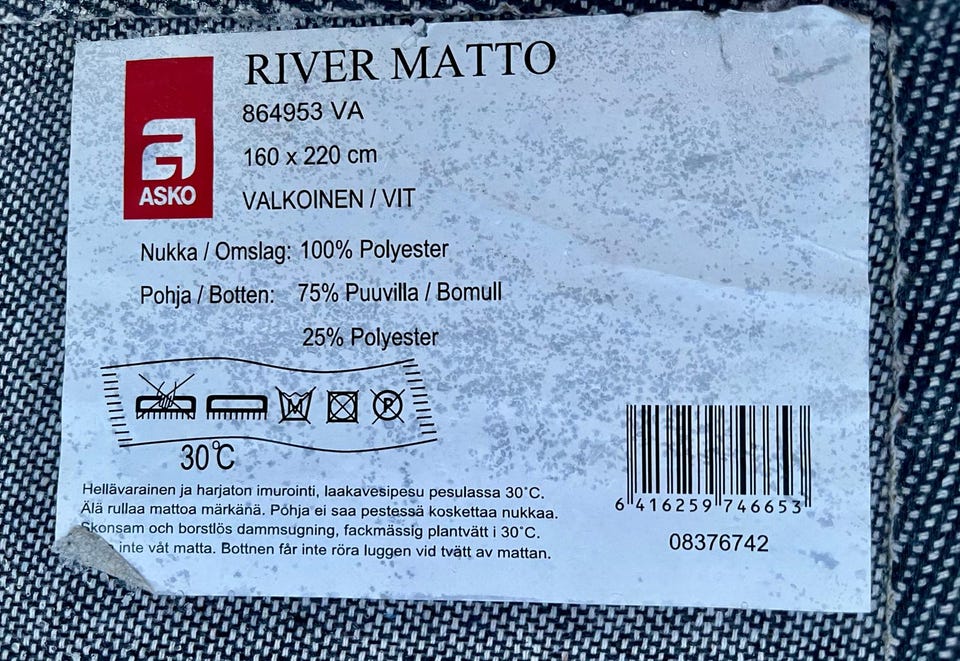 RIVER MATTO
864953 VA
160 x 220 cm
ASKO
VALKOINEN / VIT
Nukka / Omslag: 100% Polyester
Pohja / Botten: 75% Puuvilla / Bomull
25% Polyester
30°C
Hellävarainen ja harjaton imurointi, laakavesipesu pesulassa 30°C.
Älä rullaa mattoa märkänä. Pohja ei saa pestessä koskettaa nukkaa.
Skonsam och borstlös dammsugning, fackmässig plantvätt i 30°C.
inte våt matta. Bottnen får inte röra luggen vid tvätt av mattan.
6 416259 746653
08376742